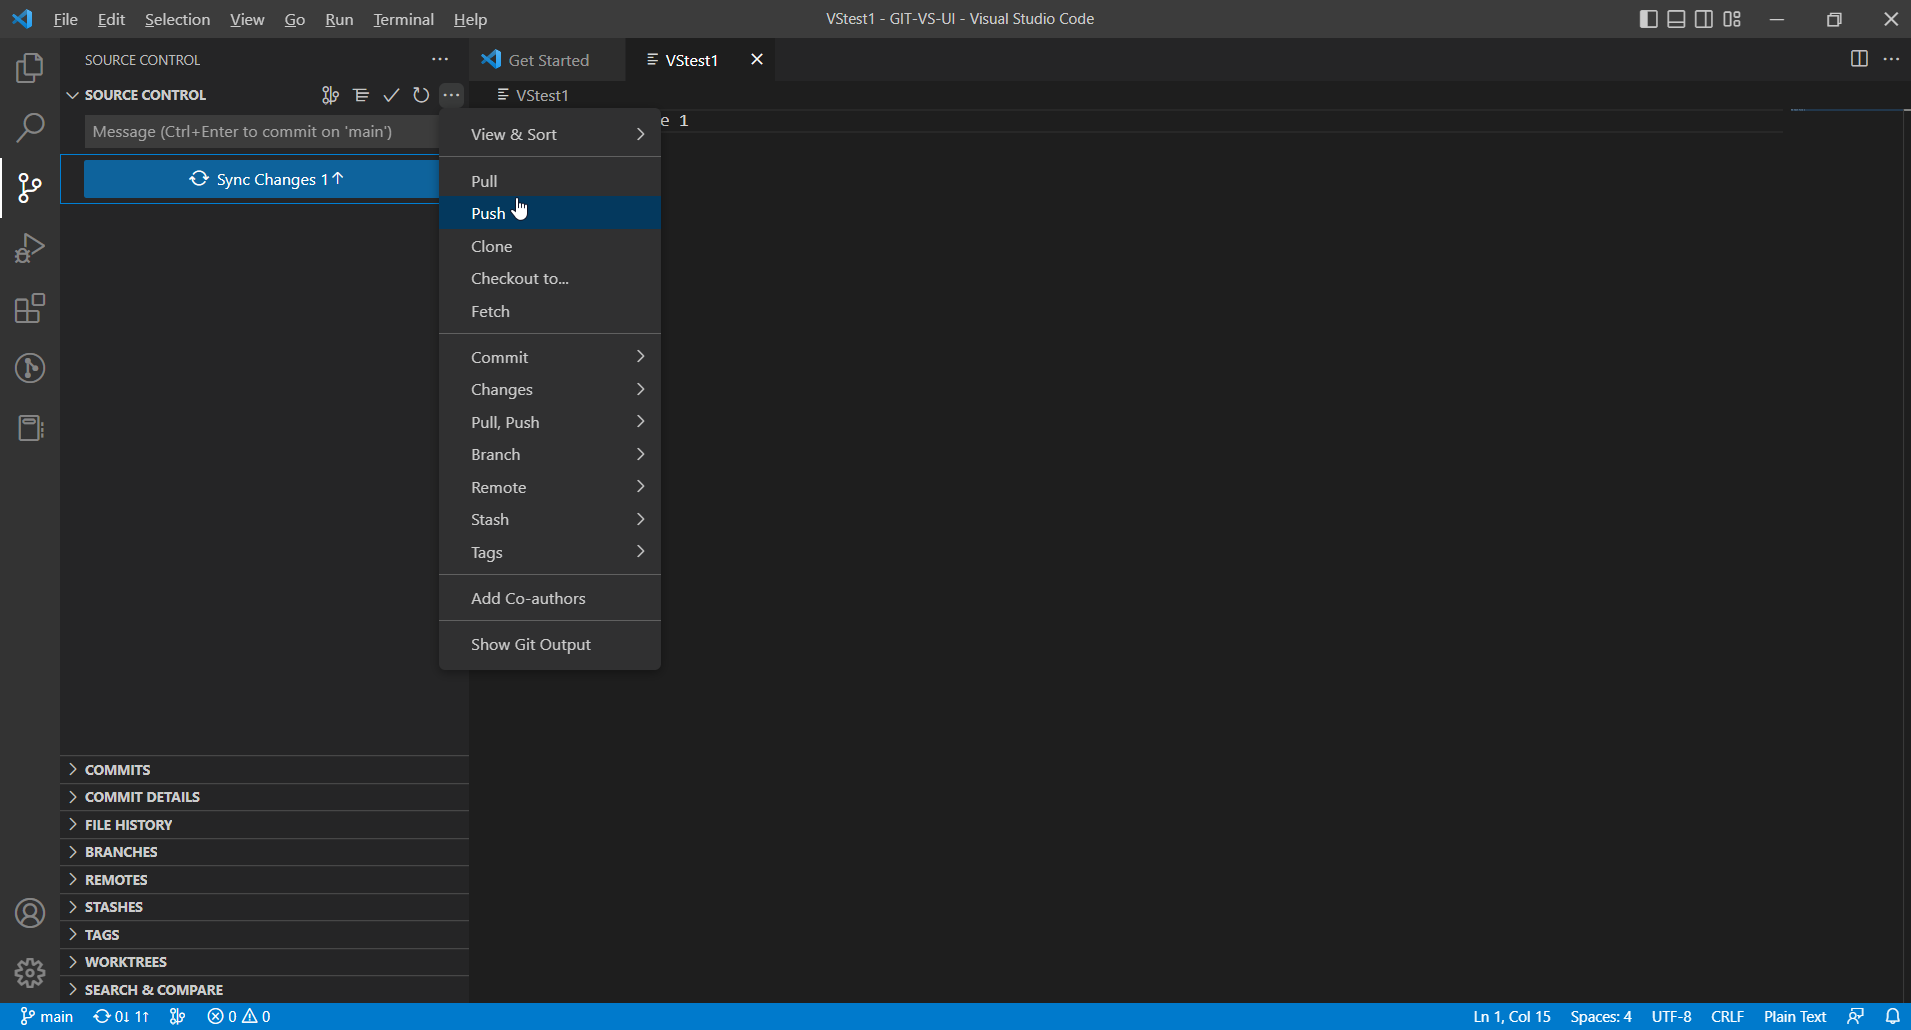 File Edit Selection View Go Run Terminal Help
VStest1 - GIT-VS-UI - Visual Studio Code
SOURCE CONTROL
Get Started
VStest1
SOURCE CONTROL
VStest1
Message (Ctrl+Enter to commit on 'main')
e 1
Sync Changes 1↑
View & Sort
Pull
Push
Clone
Checkout to...
Fetch
Commit
Changes
Pull, Push
Branch
Remote
Stash
Tags
Add Co-authors
Show Git Output
COMMITS
COMMIT DETAILS
FILE HISTORY
BRANCHES
REMOTES
STASHES
TAGS
WORKTREES
SEARCH & COMPARE
main 0↓ 1↑ 0 0 Ln 1, Col 15 Spaces: 4 UTF-8 CRLF Plain Text